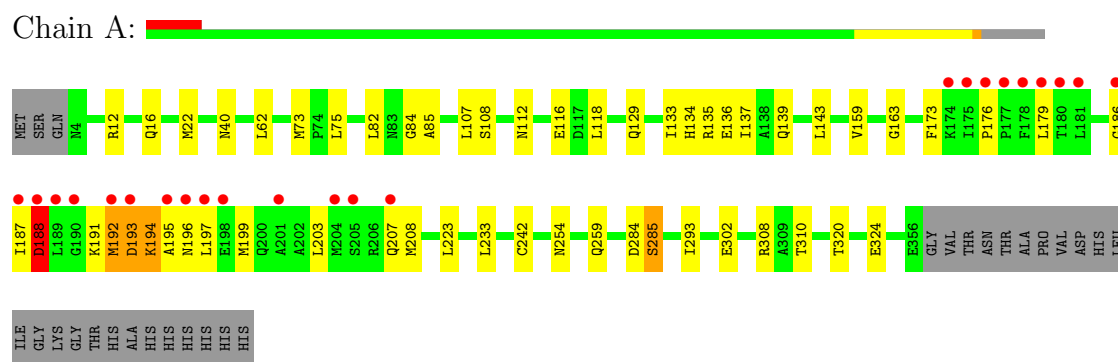 Chain A:
MET SER GLN N4 R12 Q16 M22 N40 L62 M73 P74 L75 L82 N83 G84 A85 L107 S108 N112 E116 D117 L118 Q129 I133 H134 R135 E136 I137 A138 Q139 L143 V159 G163 F173 K174 I175 P176 P177 F178 L179 T180 L181 G186
I187 D188 L189 G190 K191 M192 D193 K194 A195 N196 L197 E198 M199 Q200 A201 A202 L203 M204 S205 R206 Q207 M208 L223 L233 C242 N254 Q259 D284 S285 I293 E302 R308 A309 T310 T320 E324 E356 GLY VAL THR ASN THR ALA PRO VAL ASP HIS LEU
ILE GLY LYS GLY THR HIS ALA HIS HIS HIS HIS HIS HIS